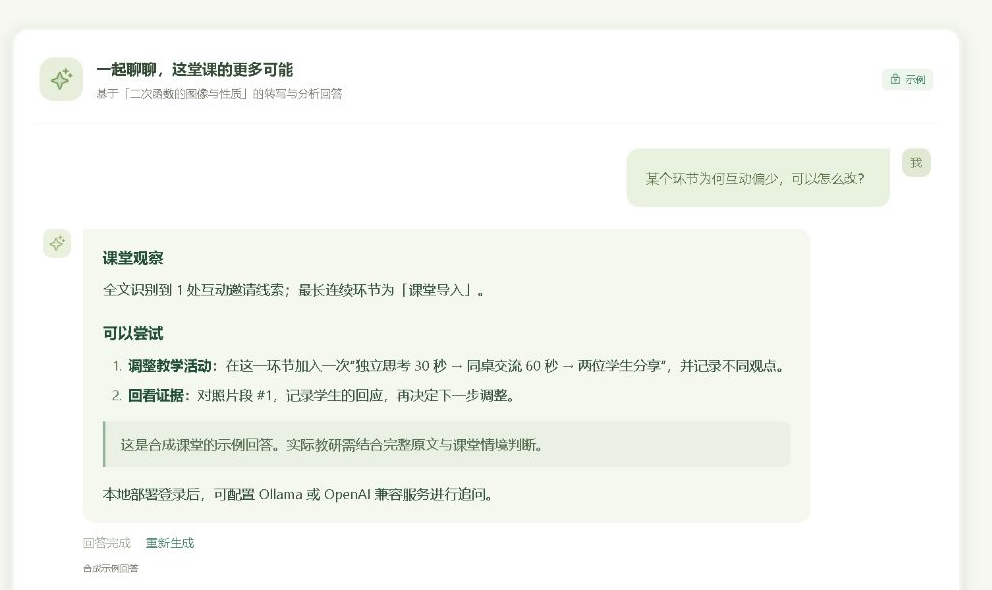 一起聊聊，这堂课的更多可能
基于「二次函数的图像与性质」的转写与分析回答
示例
某个环节为何互动偏少，可以怎么改？
我
课堂观察
全文识别到 1 处互动邀请线索；最长连续环节为「课堂导入」。
可以尝试
1. 调整教学活动：在这一环节加入一次“独立思考 30 秒 → 同桌交流 60 秒 → 两位学生分享”，并记录不同观点。
2. 回看证据：对照片段 #1，记录学生的回应，再决定下一步调整。
这是合成课堂的示例回答。实际教研需结合完整原文与课堂情境判断。
本地部署登录后，可配置 Ollama 或 OpenAI 兼容服务进行追问。
回答完成 重新生成
合成示例回答